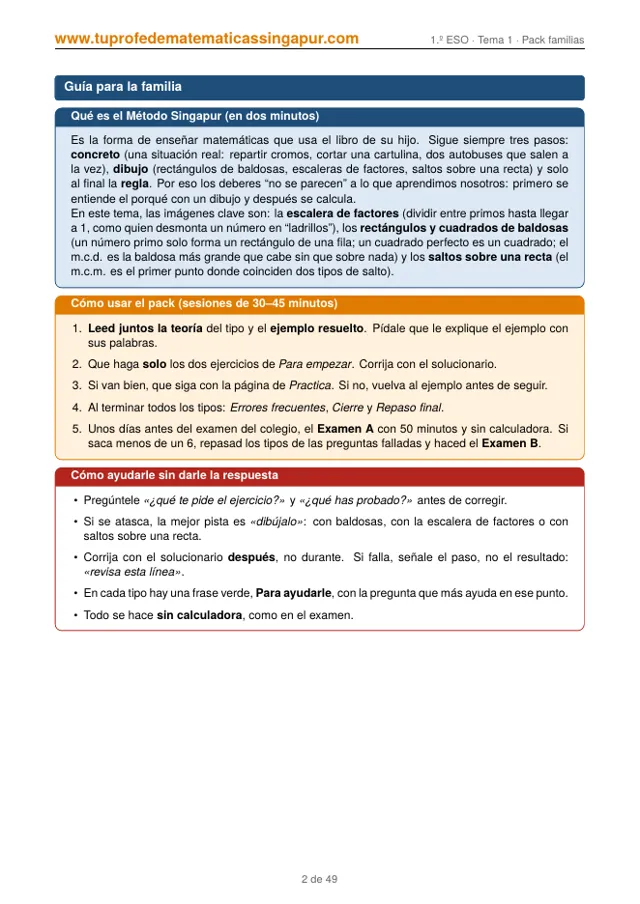 www.tuprofedematematicassingapur.com
1.º ESO · Tema 1 · Pack familias
Guía para la familia
Qué es el Método Singapur (en dos minutos)
Es la forma de enseñar matemáticas que usa el libro de su hijo. Sigue siempre tres pasos:
concreto (una situación real: repartir cromos, cortar una cartulina, dos autobuses que salen a
la vez), dibujo (rectángulos de baldosas, escaleras de factores, saltos sobre una recta) y solo
al final la regla. Por eso los deberes “no se parecen” a lo que aprendimos nosotros: primero se
entiende el porqué con un dibujo y después se calcula.
En este tema, las imágenes clave son: la escalera de factores (dividir entre primos hasta llegar
a 1, como quien desmonta un número en “ladrillos”), los rectángulos y cuadrados de baldosas
(un número primo solo forma un rectángulo de una fila; un cuadrado perfecto es un cuadrado; el
m.c.d. es la baldosa más grande que cabe sin que sobre nada) y los saltos sobre una recta (el
m.c.m. es el primer punto donde coinciden dos tipos de salto).
Cómo usar el pack (sesiones de 30–45 minutos)
1. Leed juntos la teoría del tipo y el ejemplo resuelto. Pídale que le explique el ejemplo con
sus palabras.
2. Que haga solo los dos ejercicios de Para empezar. Corrija con el solucionario.
3. Si van bien, que siga con la página de Practica. Si no, vuelva al ejemplo antes de seguir.
4. Al terminar todos los tipos: Errores frecuentes, Cierre y Repaso final.
5. Unos días antes del examen del colegio, el Examen A con 50 minutos y sin calculadora. Si
saca menos de un 6, repasad los tipos de las preguntas falladas y haced el Examen B.
Cómo ayudarle sin darle la respuesta
• Pregúntele «¿qué te pide el ejercicio?» y «¿qué has probado?» antes de corregir.
• Si se atasca, la mejor pista es «dibújalo»: con baldosas, con la escalera de factores o con
saltos sobre una recta.
• Corrija con el solucionario después, no durante. Si falla, señale el paso, no el resultado:
«revisa esta línea».
• En cada tipo hay una frase verde, Para ayudarle, con la pregunta que más ayuda en ese punto.
• Todo se hace sin calculadora, como en el examen.
2 de 49